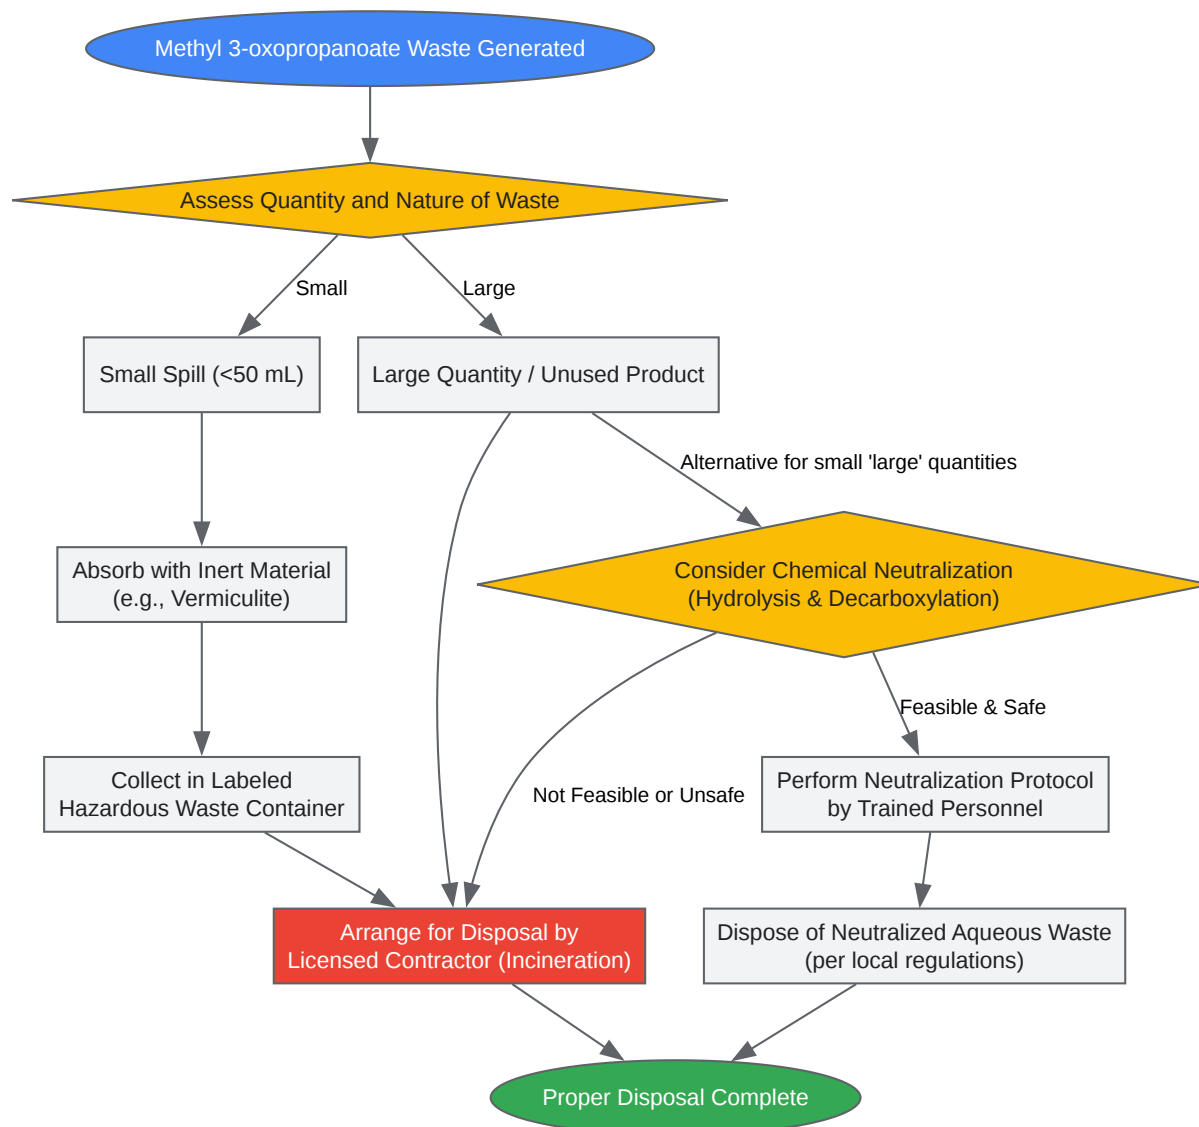 Methyl 3-oxopropanoate Waste Generated
Assess Quantity and Nature of Waste
Small
Large
Small Spill (<50 mL)
Large Quantity / Unused Product
Alternative for small 'large' quantities
Absorb with Inert Material
(e.g., Vermiculite)
Consider Chemical Neutralization
(Hydrolysis & Decarboxylation)
Feasible & Safe
Collect in Labeled
Hazardous Waste Container
Not Feasible or Unsafe
Perform Neutralization Protocol
by Trained Personnel
Arrange for Disposal by
Licensed Contractor (Incineration)
Dispose of Neutralized Aqueous Waste
(per local regulations)
Proper Disposal Complete